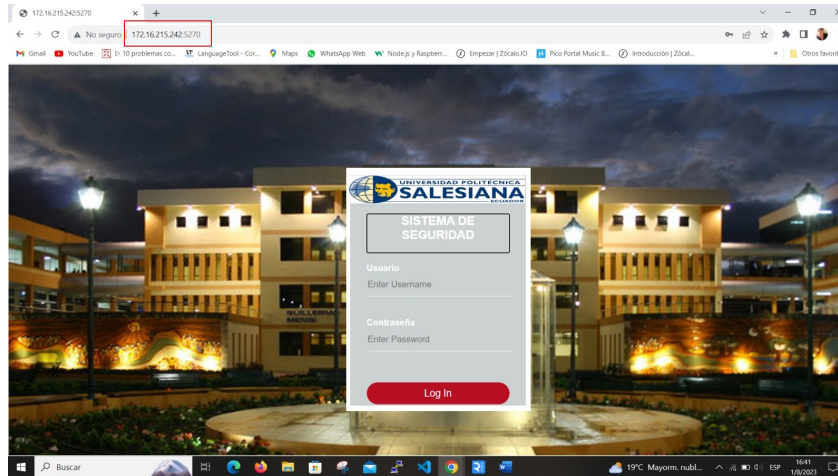 172.16.215.242:5270
No seguro
172.16.215.242:5270
Gmail
YouTube
10 problemas co...
LanguageTool - Cor...
Maps
WhatsApp Web
Node.js y Raspberr...
Empezar | Zócalo.IO
Pico Portal Music B...
Introducción | Zócal...
»
Otros favorit
UNIVERSIDAD POLITÉCNICA
SALESIANA
ECUADOR
SISTEMA DE
SEGURIDAD
Usuario
Enter Username
Contraseña
Enter Password
Log In
GUILLERMO
MENSI
Buscar
19°C Mayorm. nubl...
ESP
16:41
1/8/2023